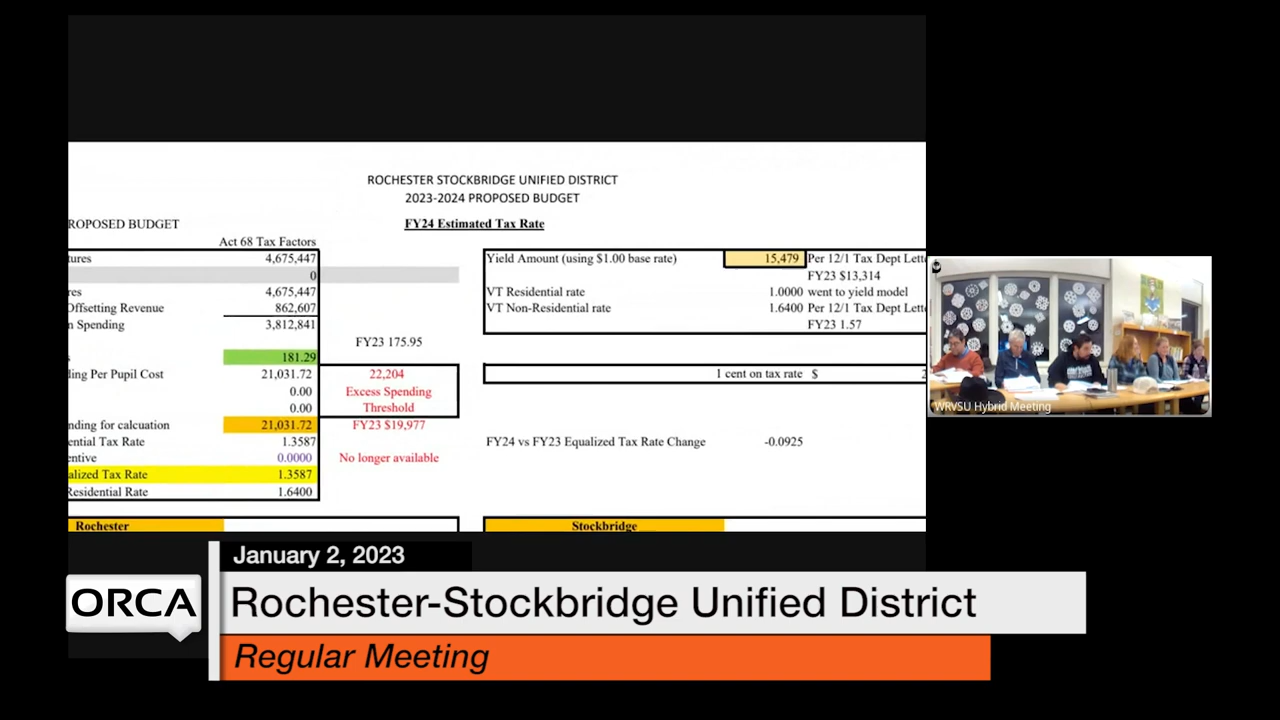 ROCHESTER STOCKBRIDGE UNIFIED DISTRICT
2023-2024 PROPOSED BUDGET
ROPOSED BUDGET
FY24 Estimated Tax Rate
Act 68 Tax Factors
tures 4,675,447
0
res 4,675,447
Offsetting Revenue 862,607
n Spending 3,812,841
FY23 175.95
s 181.29
ling Per Pupil Cost 21,031.72 22,204
0.00 Excess Spending
0.00 Threshold
nding for calcuation 21,031.72 FY23 $19,977
ential Tax Rate 1.3587
entive 0.0000 No longer available
alized Tax Rate 1.3587
Residential Rate 1.6400
Rochester
Yield Amount (using $1.00 base rate) 15,479 Per 12/1 Tax Dept Lette
FY23 $13,314
VT Residential rate 1.0000 went to yield model
VT Non-Residential rate 1.6400 Per 12/1 Tax Dept Lette
FY23 1.57
1 cent on tax rate $
FY24 vs FY23 Equalized Tax Rate Change -0.0925
Stockbridge
WRVSU Hybrid Meeting
January 2, 2023
ORCA
Rochester-Stockbridge Unified District
Regular Meeting